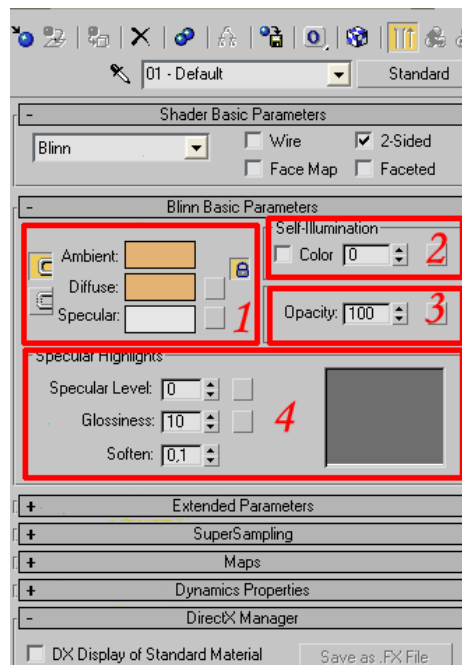 01 - Default Standard
- Shader Basic Parameters
Blinn Wire 2-Sided
Face Map Faceted
- Blinn Basic Parameters
Self-Illumination
Ambient: Color 0 2
Diffuse:
Specular: 1 Opacity: 100 3
Specular Highlights
Specular Level: 0
Glossiness: 10 4
Soften: 0,1
+ Extended Parameters
+ SuperSampling
+ Maps
+ Dynamics Properties
- DirectX Manager
DX Display of Standard Material Save as .FX File